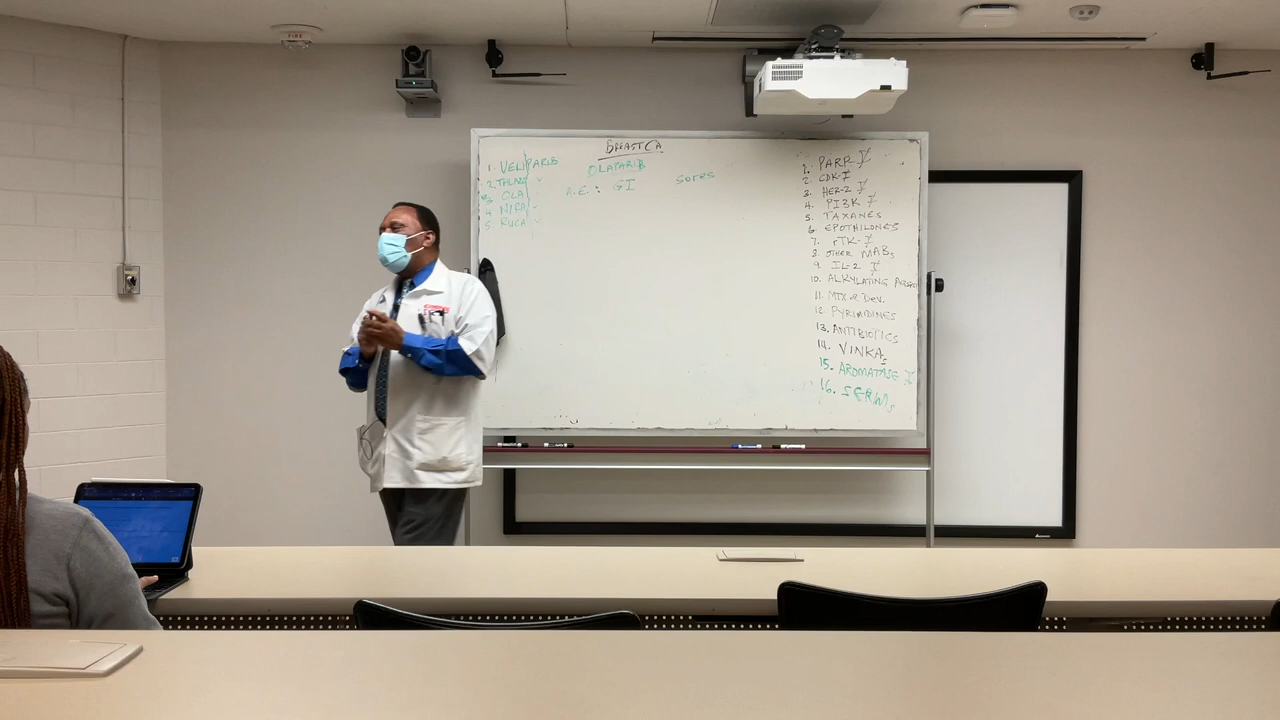 FIRE
BREAST CA
1. VELIPARIB
2. THLAZO
3. OLA
4. NIRA
5. RUCA
OLAPARIB
A.E.: GI sores
1. PARP I
2. CDK-I
3. HER-2 I
4. PI3K I
5. TAXANES
6. EPOTHILONES
7. rTK-I
8. OTHER MABs
9. IL-2 I
10. ALKYLATING
11. MTX & Dev.
12. PYRIMIDINES
13. ANTIBIOTICS
14. VINKAs
15. AROMATASE I
16. SERMs